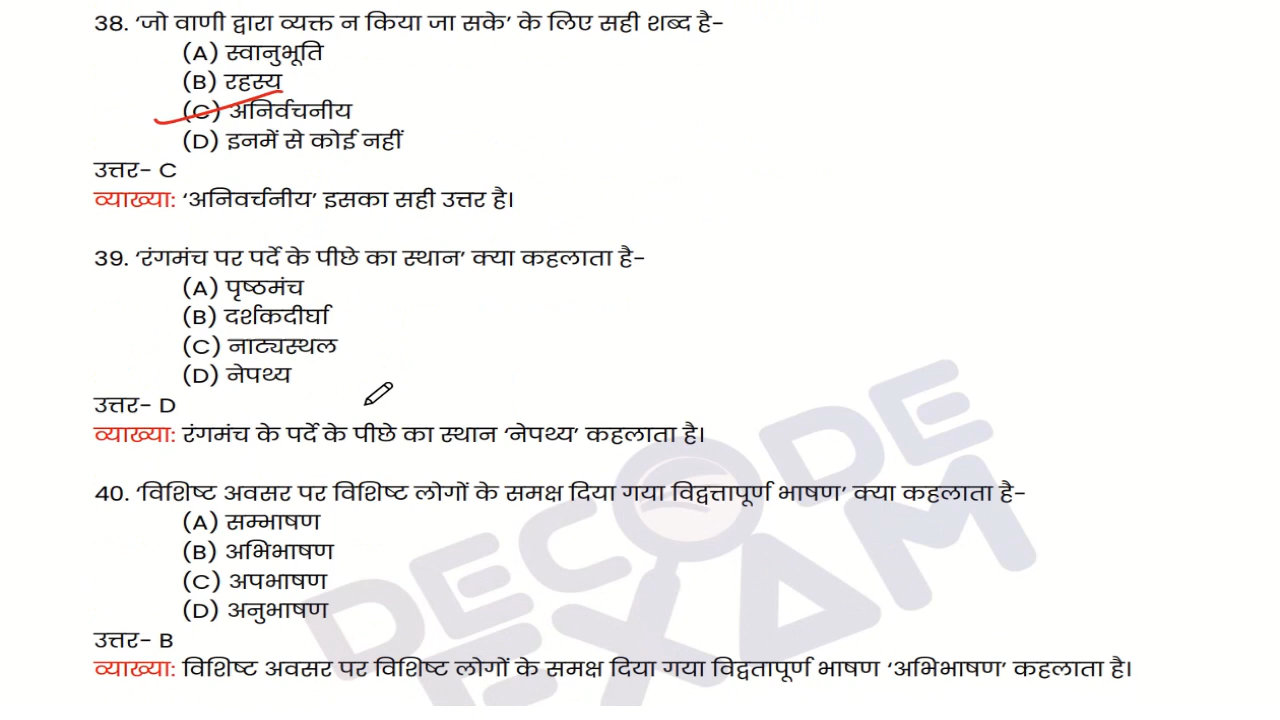 38. ‘जो वाणी द्वारा व्यक्त न किया जा सके’ के लिए सही शब्द है-
(A) स्वानुभूति
(B) रहस्य
(C) अनिर्वचनीय
(D) इनमें से कोई नहीं
उत्तर- C
व्याख्या: ‘अनिवर्चनीय’ इसका सही उत्तर है।
39. ‘रंगमंच पर पर्दे के पीछे का स्थान’ क्या कहलाता है-
(A) पृष्ठमंच
(B) दर्शकदीर्घा
(C) नाट्यस्थल
(D) नेपथ्य
उत्तर- D
व्याख्या: रंगमंच के पर्दे के पीछे का स्थान ‘नेपथ्य’ कहलाता है।
40. ‘विशिष्ट अवसर पर विशिष्ट लोगों के समक्ष दिया गया विद्वत्तापूर्ण भाषण’ क्या कहलाता है-
(A) सम्भाषण
(B) अभिभाषण
(C) अपभाषण
(D) अनुभाषण
उत्तर- B
व्याख्या: विशिष्ट अवसर पर विशिष्ट लोगों के समक्ष दिया गया विद्वतापूर्ण भाषण ‘अभिभाषण’ कहलाता है।
DECODE
EXAM